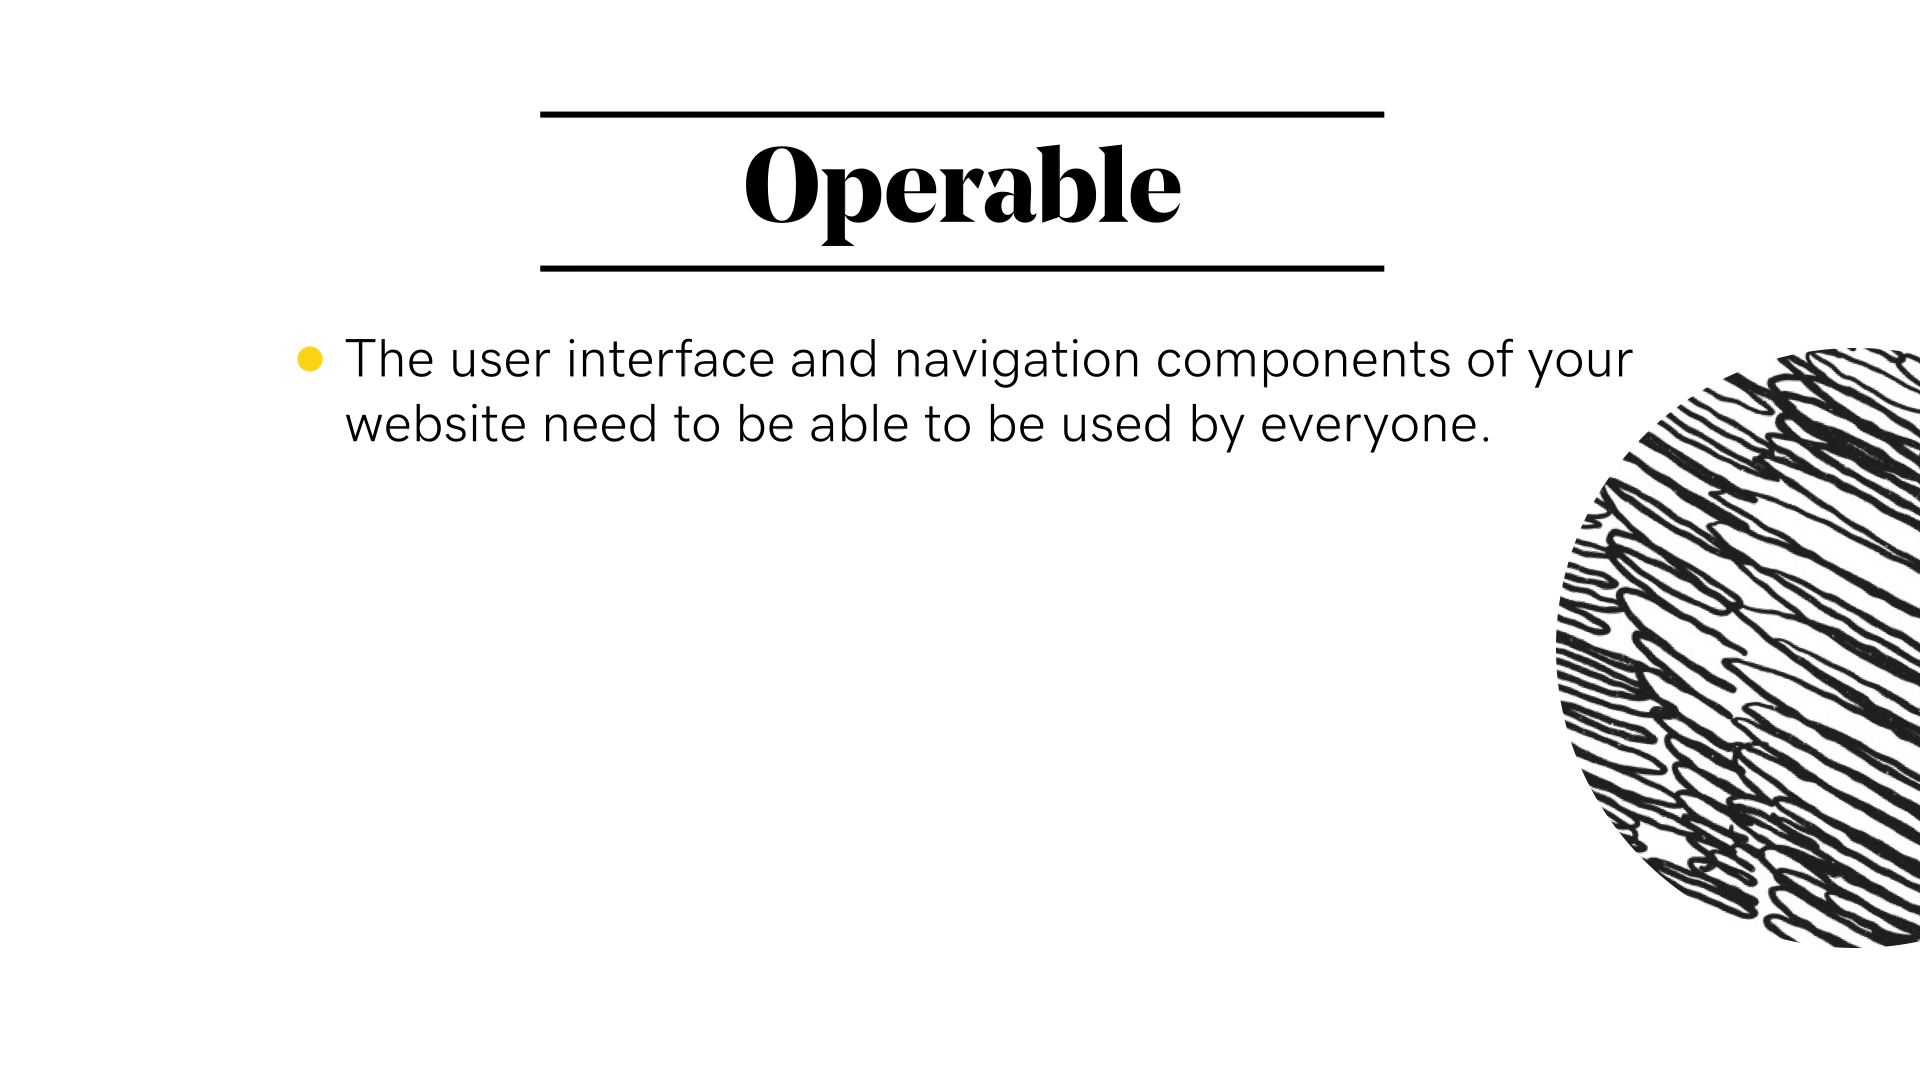 Operable
The user interface and navigation components of your
website need to be able to be used by everyone.